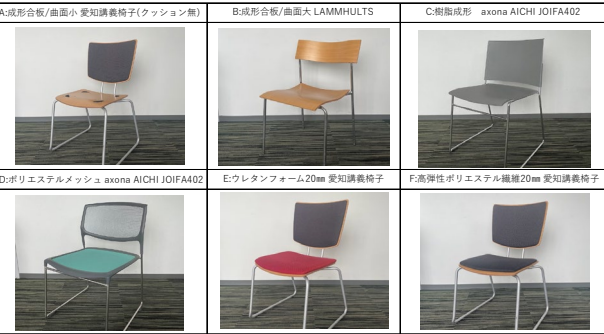 A:成形合板/曲面小 愛知講義椅子(クッション無)
B:成形合板/曲面大 LAMMHULTS
C:樹脂成形 axona AICHI JOIFA402
D:ポリエステルメッシュ axona AICHI JOIFA402
E:ウレタンフォーム20㎜ 愛知講義椅子
F:高弾性ポリエステル繊維20㎜ 愛知講義椅子